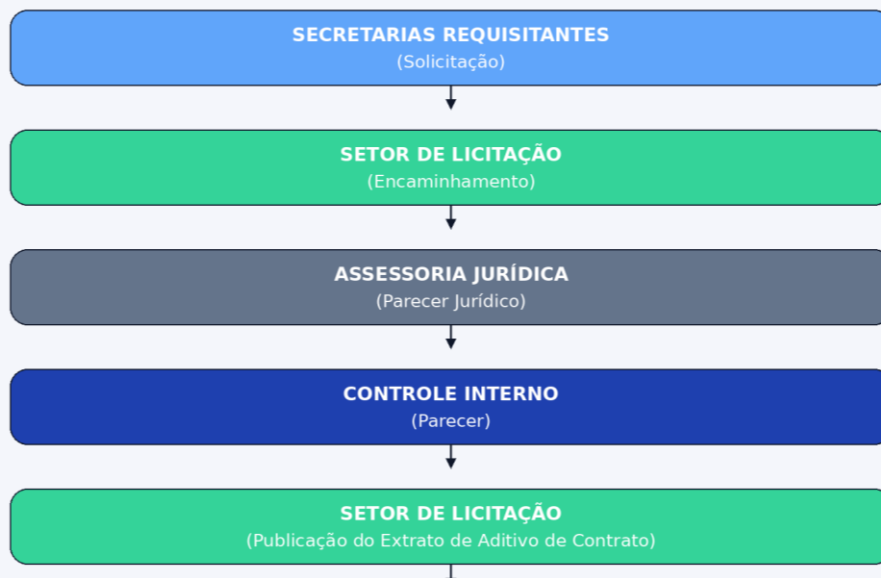 SECRETARIAS REQUISITANTES
(Solicitação)
SETOR DE LICITAÇÃO
(Encaminhamento)
ASSESSORIA JURÍDICA
(Parecer Jurídico)
CONTROLE INTERNO
(Parecer)
SETOR DE LICITAÇÃO
(Publicação do Extrato de Aditivo de Contrato)